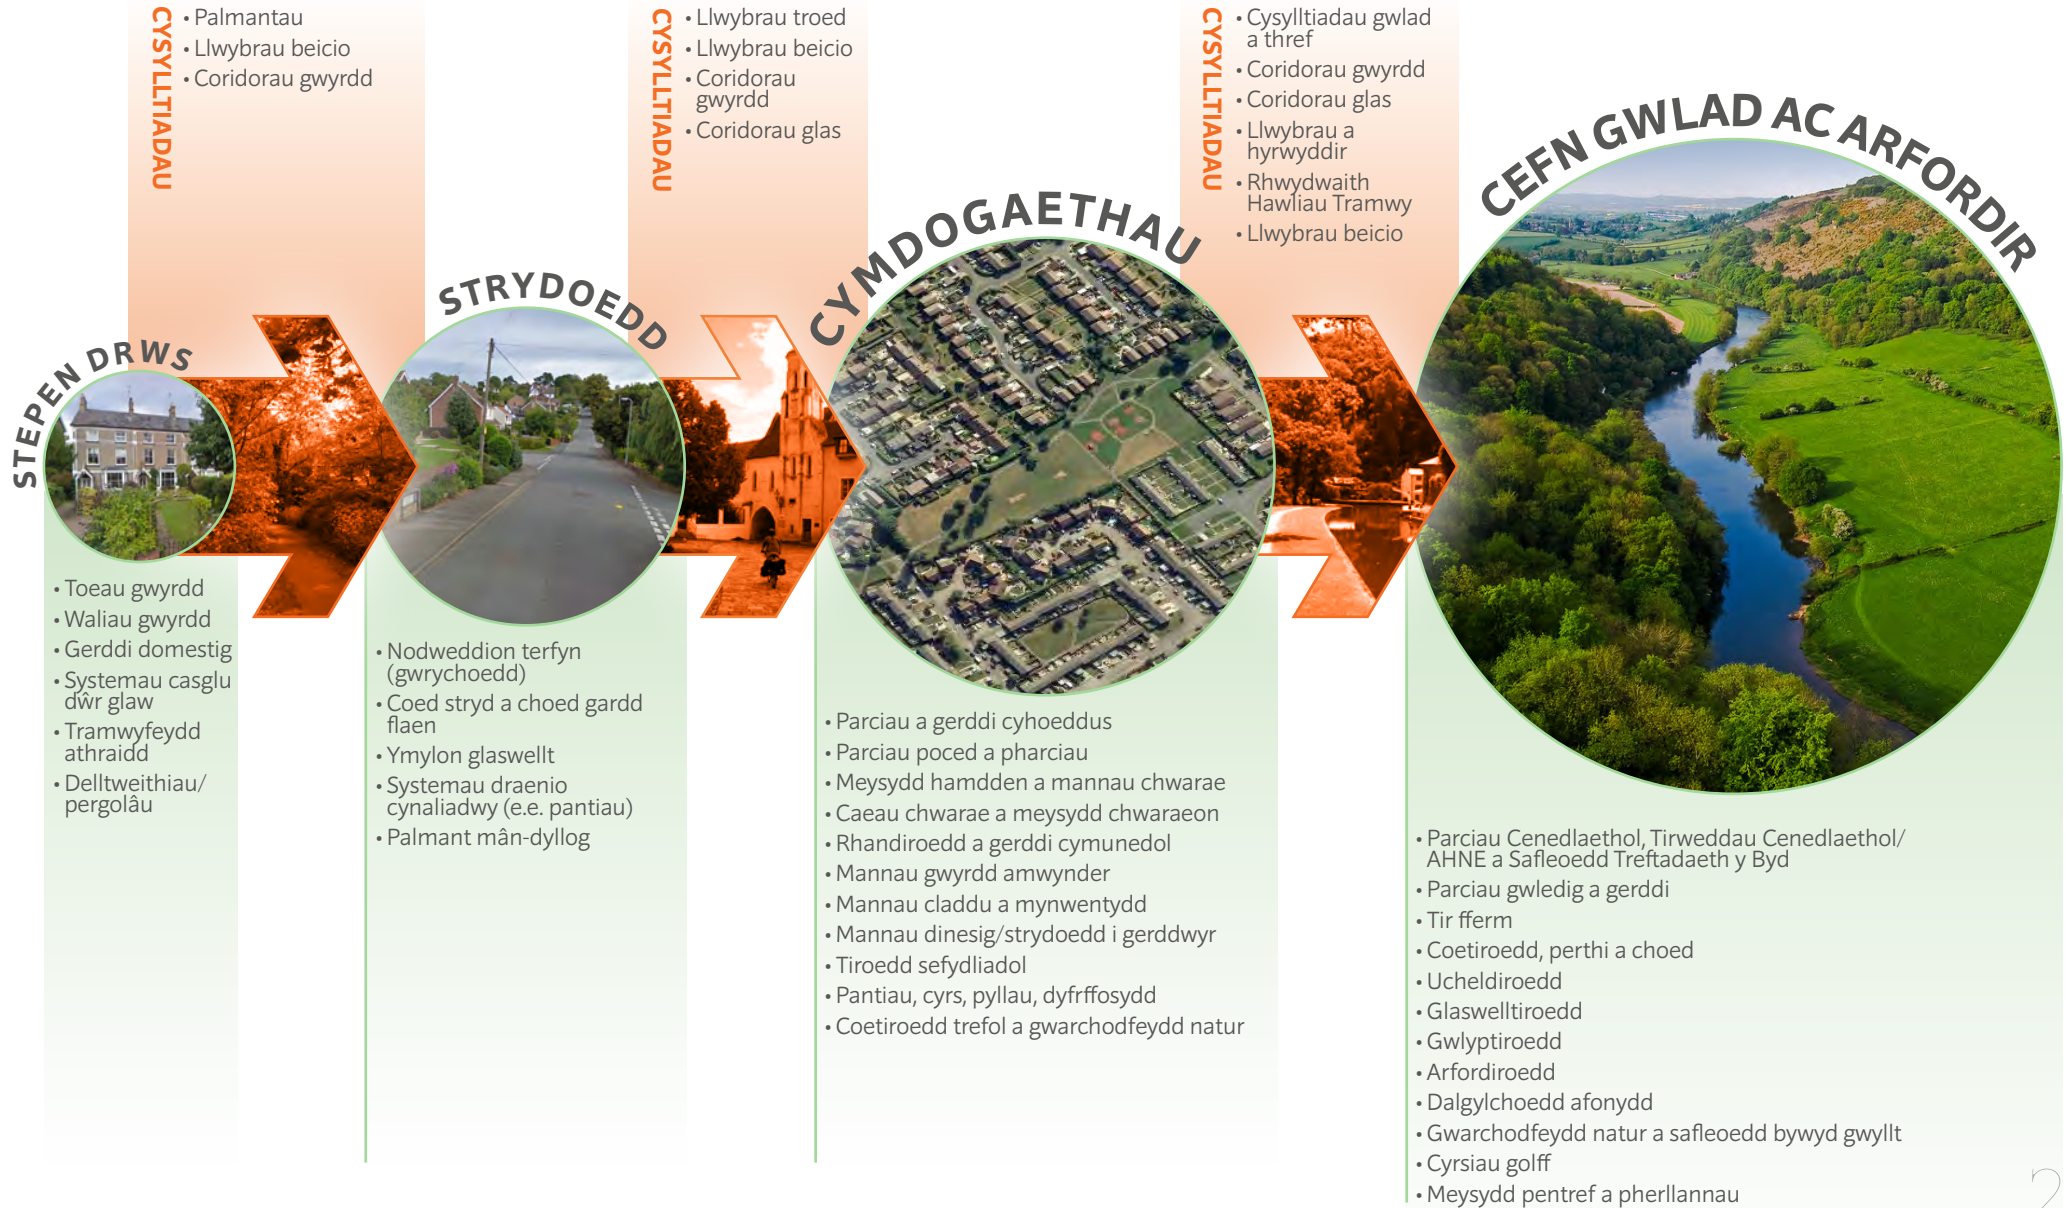 CYSYLLTIADAU
• Palmantau
• Llwybrau beicio
• Coridorau gwyrdd
CYSYLLTIADAU
• Llwybrau troed
• Llwybrau beicio
• Coridorau
gwyrdd
• Coridorau glas
CYSYLLTIADAU
• Cysylltiadau gwlad
a thref
• Coridorau gwyrdd
• Coridorau glas
• Llwybrau a
hyrwyddir
• Rhwydwaith
Hawliau Tramwy
• Llwybrau beicio
STEPEN DRWS
• Toeau gwyrdd
• Waliau gwyrdd
• Gerddi domestig
• Systemau casglu
dŵr glaw
• Tramwyfeydd
athraidd
• Delltweithiau/
pergolâu
STRYDOEDD
• Nodweddion terfyn
(gwrychoedd)
• Coed stryd a choed gardd
flaen
• Ymylon glaswellt
• Systemau draenio
cynaliadwy (e.e. pantiau)
• Palmant mân-dyllog
CYMDOGAETHAU
• Parciau a gerddi cyhoeddus
• Parciau poced a pharciau
• Meysydd hamdden a mannau chwarae
• Caeau chwarae a meysydd chwaraeon
• Rhandiroedd a gerddi cymunedol
• Mannau gwyrdd amwynder
• Mannau claddu a mynwentydd
• Mannau dinesig/strydoedd i gerddwyr
• Tiroedd sefydliadol
• Pantiau, cyrs, pyllau, dyfrffosydd
• Coetiroedd trefol a gwarchodfeydd natur
CEFN GWLAD AC ARFORDIR
• Parciau Cenedlaethol, Tirweddau Cenedlaethol/
AHNE a Safleoedd Treftadaeth y Byd
• Parciau gwledig a gerddi
• Tir fferm
• Coetiroedd, perthi a choed
• Ucheldiroedd
• Glaswelltiroedd
• Gwlyptiroedd
• Arfordiroedd
• Dalgylchoedd afonydd
• Gwarchodfeydd natur a safleoedd bywyd gwyllt
• Cyrsiau golff
• Meysydd pentref a pherllannau